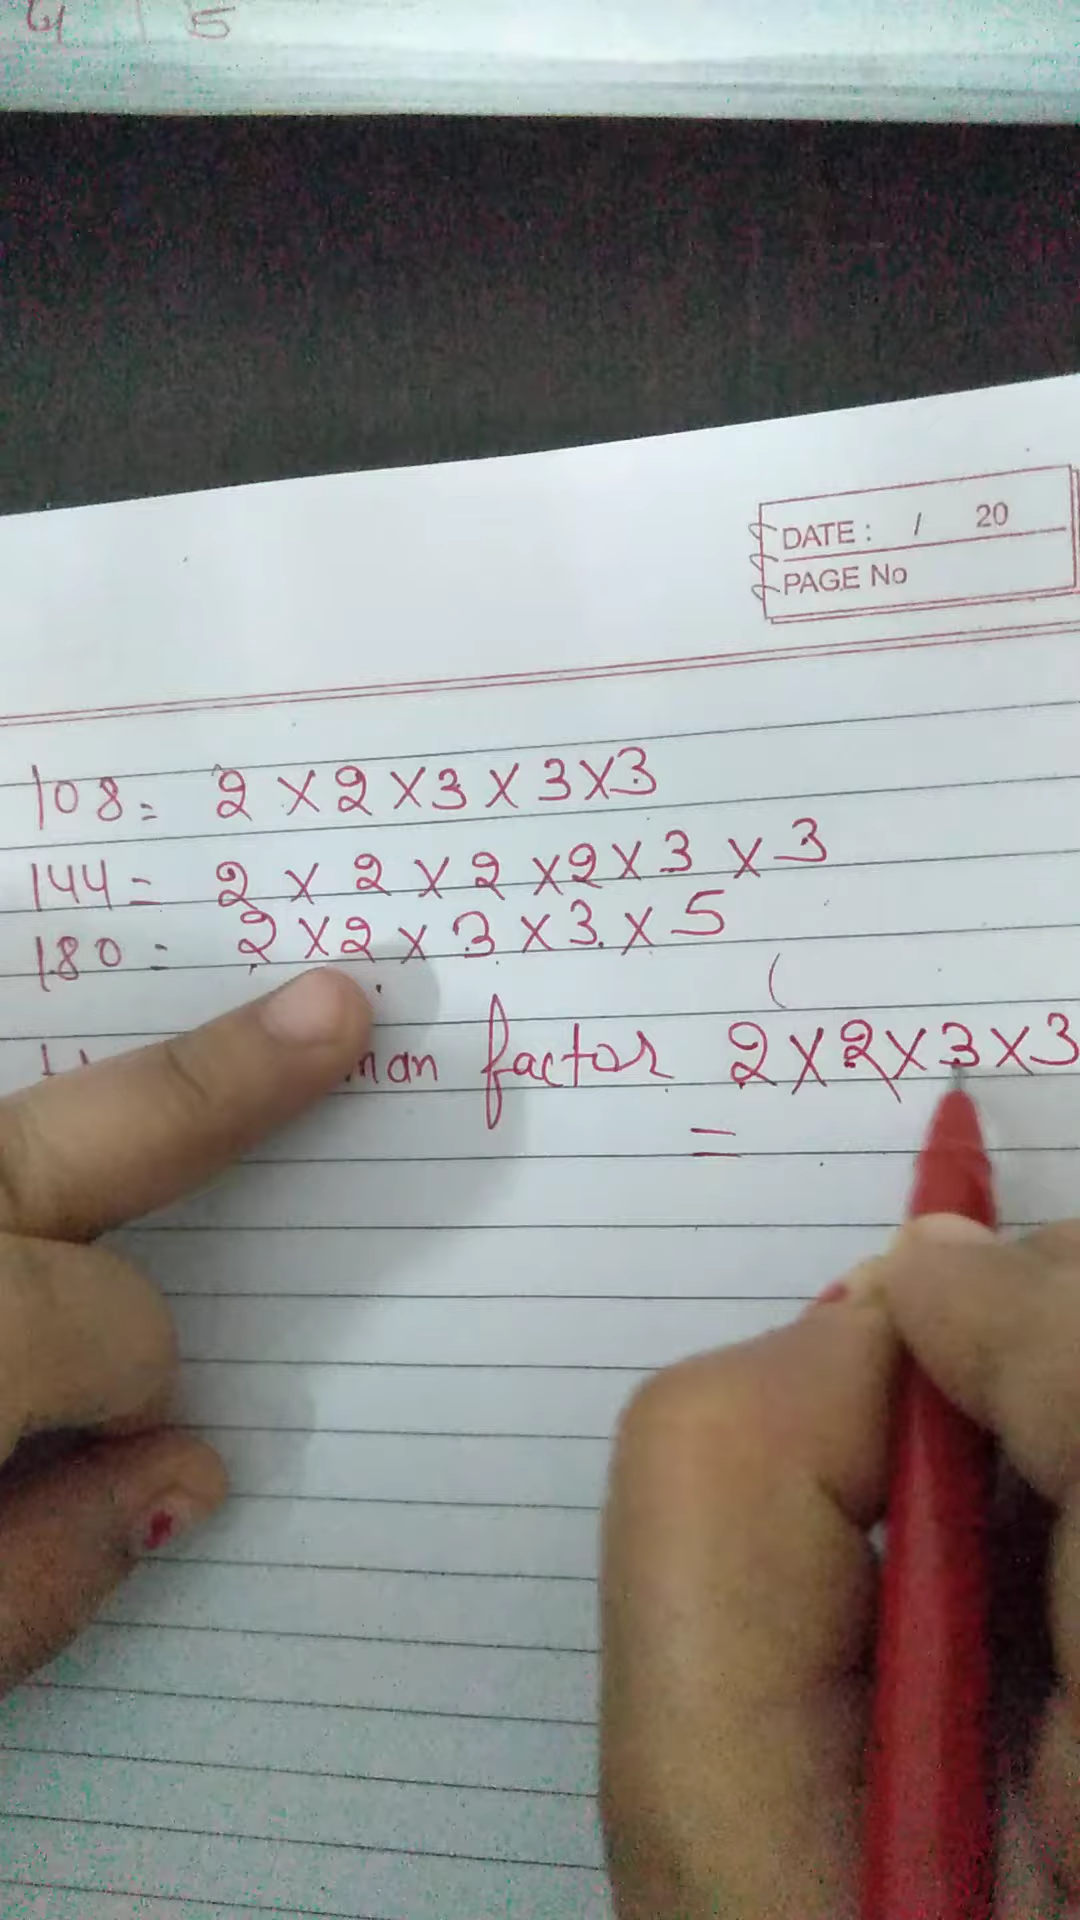 5
DATE : / 20
PAGE No
108= 2 × 2 × 3 × 3 × 3
144= 2 × 2 × 2 × 2 × 3 × 3
180= 2 × 2 × 3 × 3 × 5
factor 2 × 2 × 3 × 3
=